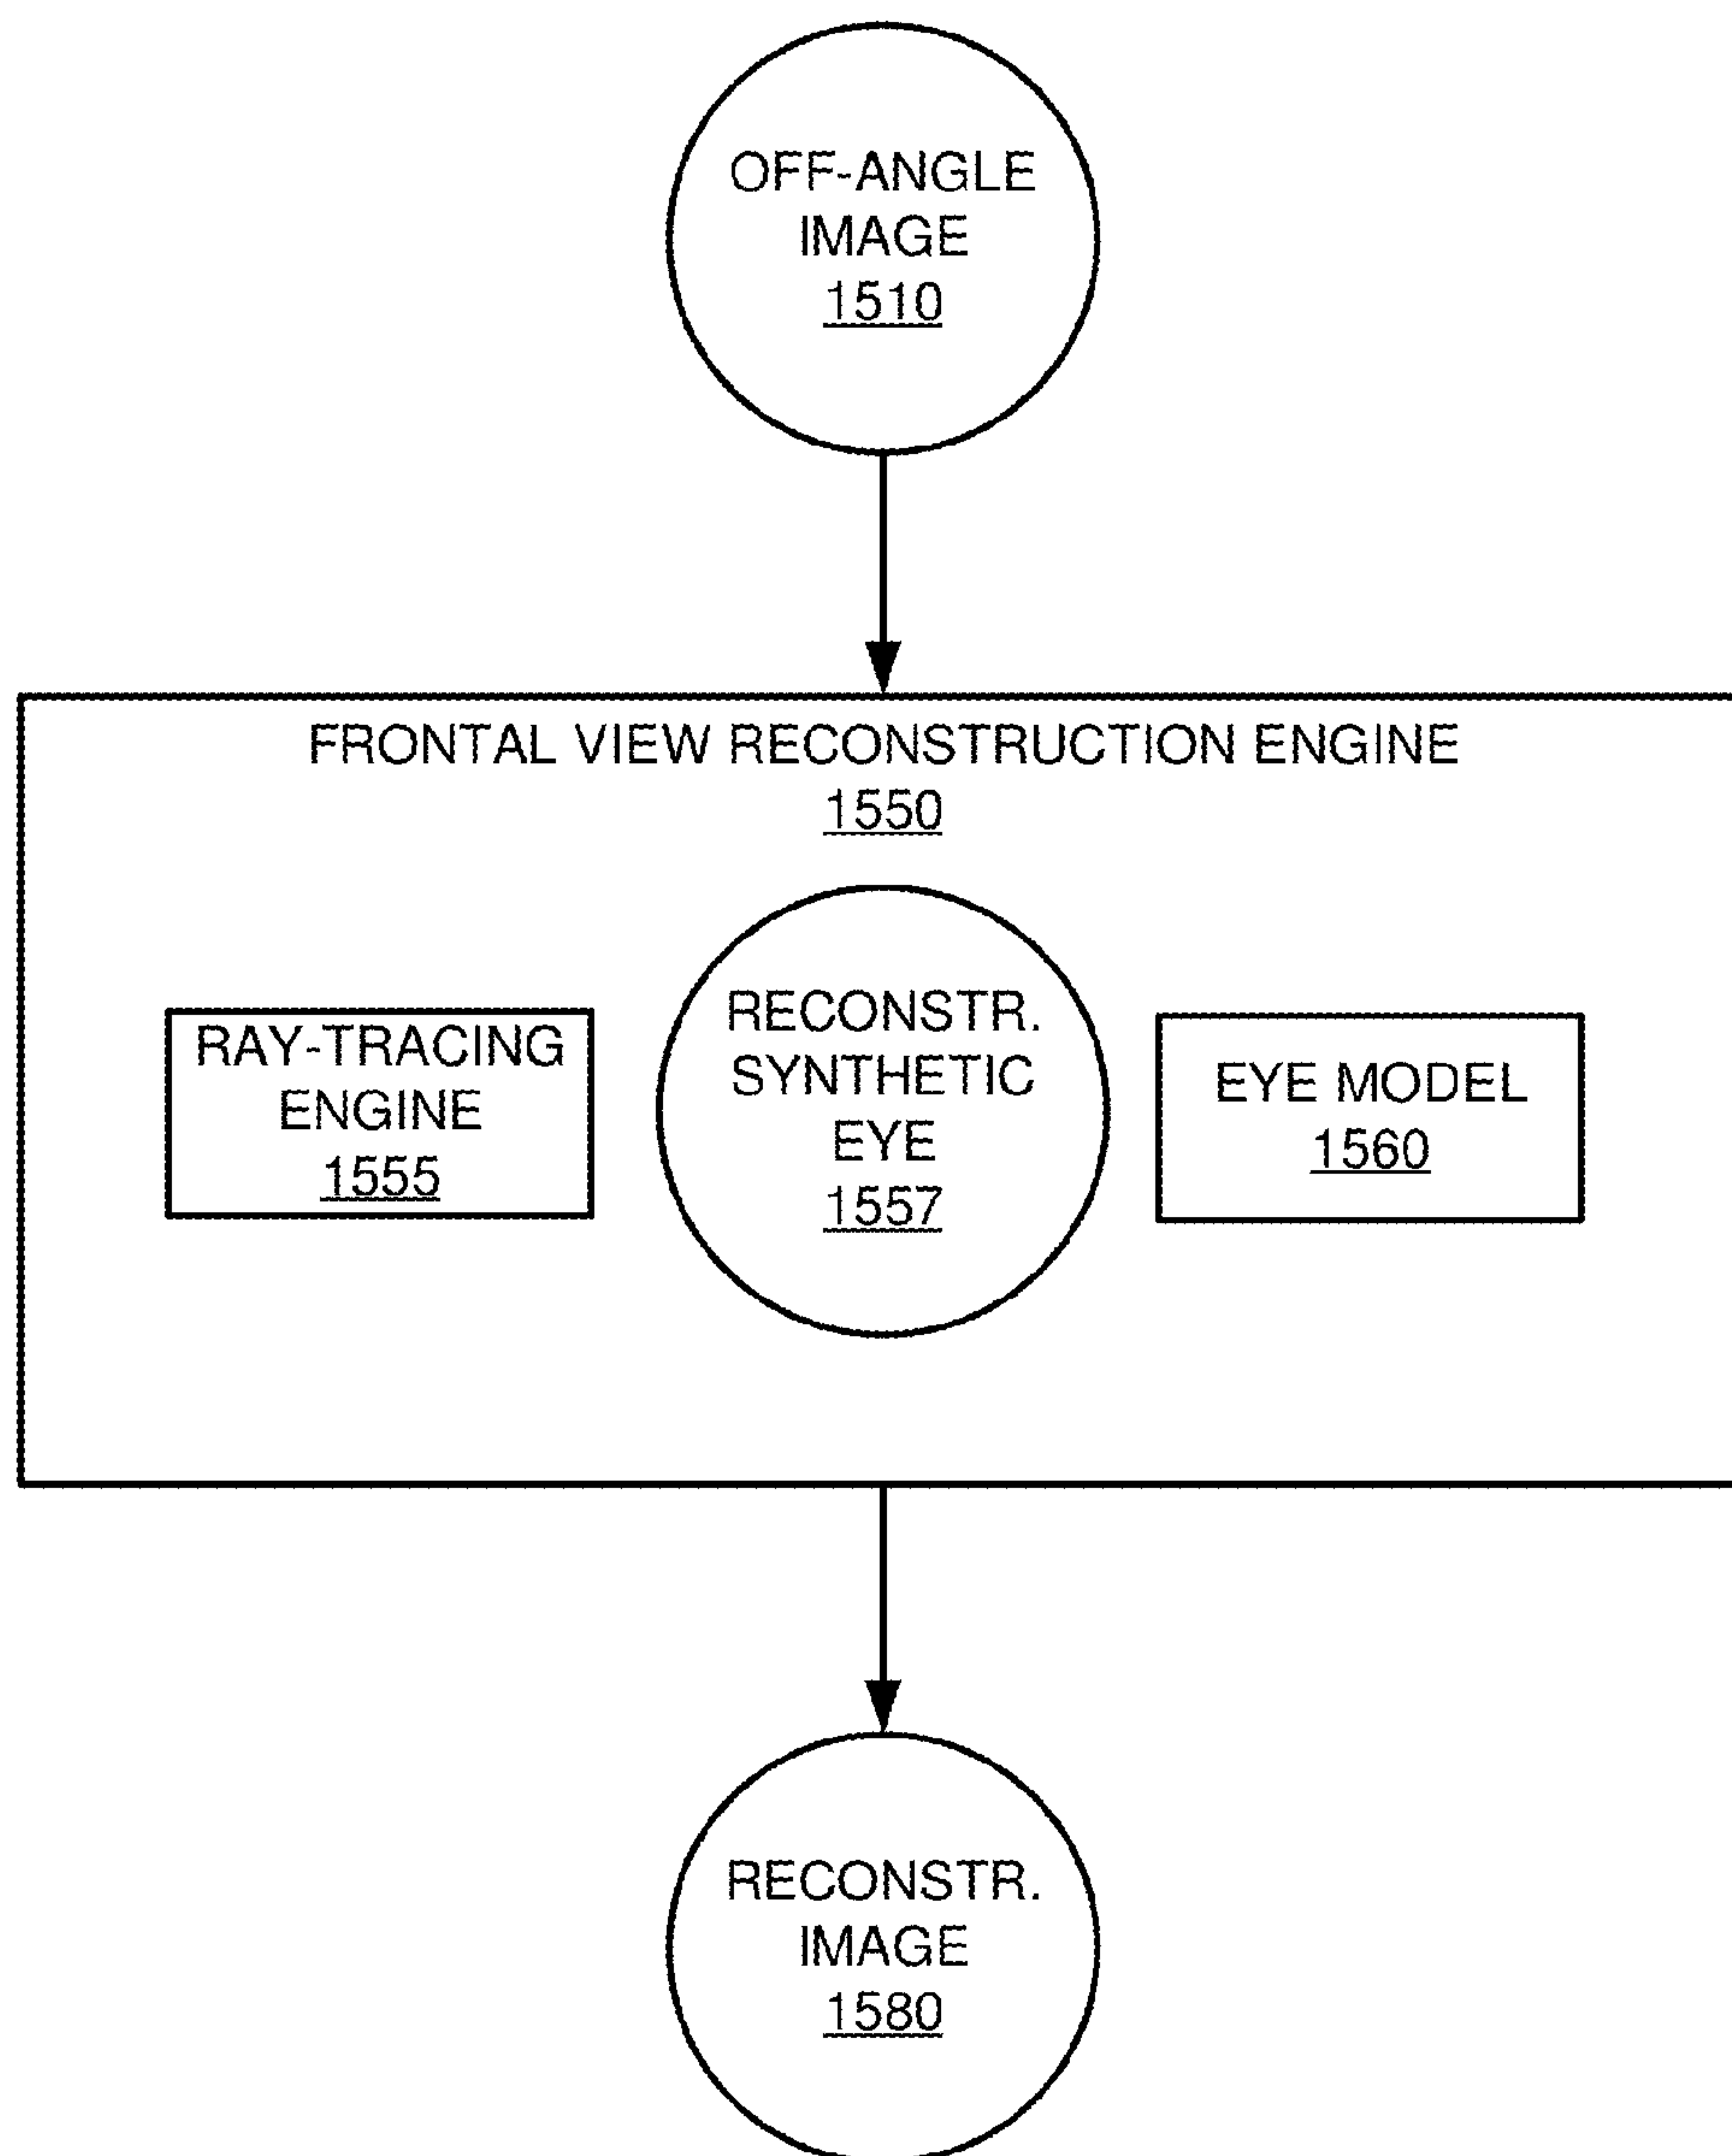 OFF-ANGLE
IMAGE
1510
FRONTAL VIEW RECONSTRUCTION ENGINE
1550
RAY-TRACING
ENGINE
1555
RECONSTR.
SYNTHETIC
EYE
1557
EYE MODEL
1560
RECONSTR.
IMAGE
1580